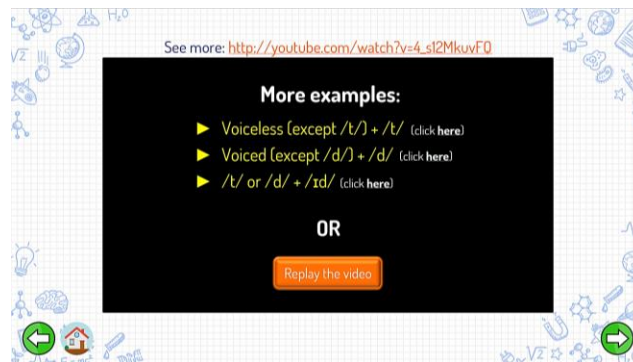 See more: http://youtube.com/watch?v=4_s12MkuvFQ
More examples:
Voiceless (except /t/) + /t/ (click here)
Voiced (except /d/) + /d/ (click here)
/t/ or /d/ + /ɪd/ (click here)
OR
Replay the video
H₂O
√Σ